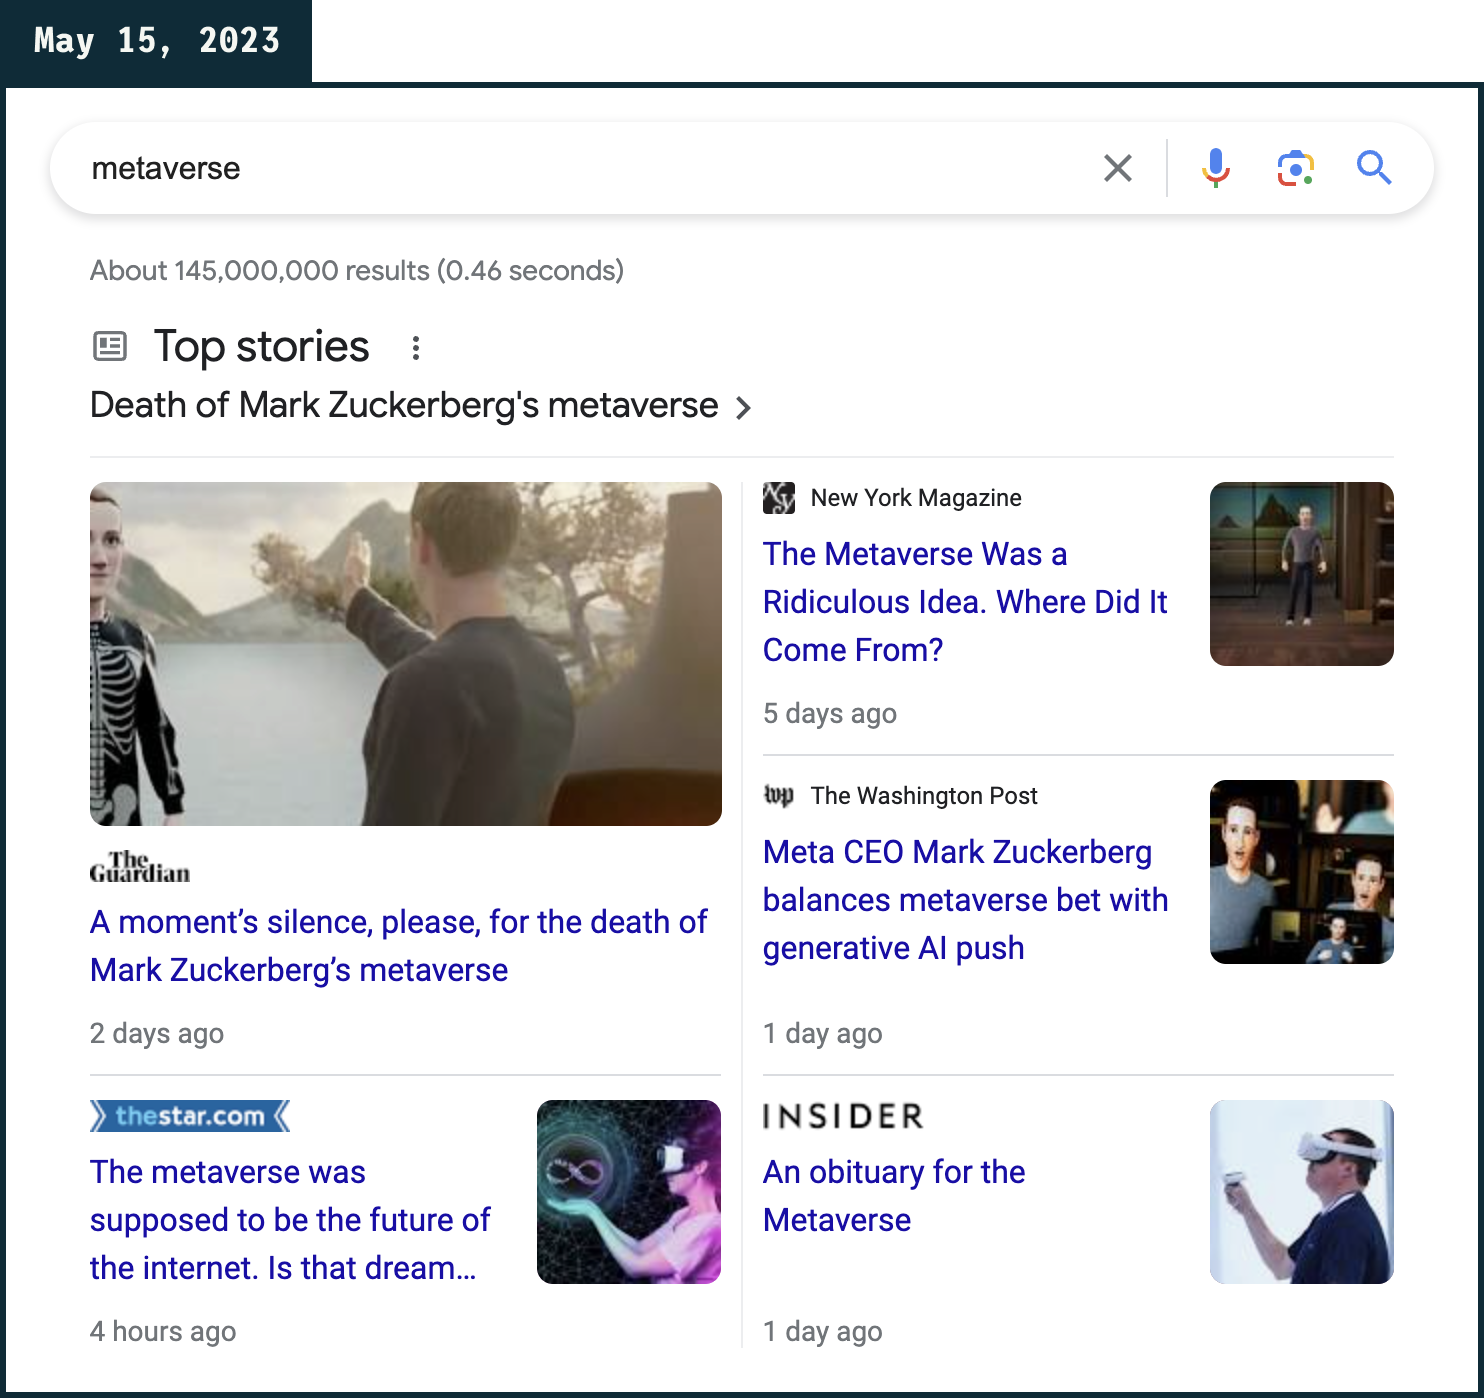 May 15, 2023
metaverse
About 145,000,000 results (0.46 seconds)
Top stories
Death of Mark Zuckerberg's metaverse
The
Guardian
A moment’s silence, please, for the death of
Mark Zuckerberg’s metaverse
2 days ago
thestar.com
The metaverse was
supposed to be the future of
the internet. Is that dream...
4 hours ago
NY
New York Magazine
The Metaverse Was a
Ridiculous Idea. Where Did It
Come From?
5 days ago
wp
The Washington Post
Meta CEO Mark Zuckerberg
balances metaverse bet with
generative AI push
1 day ago
INSIDER
An obituary for the
Metaverse
1 day ago